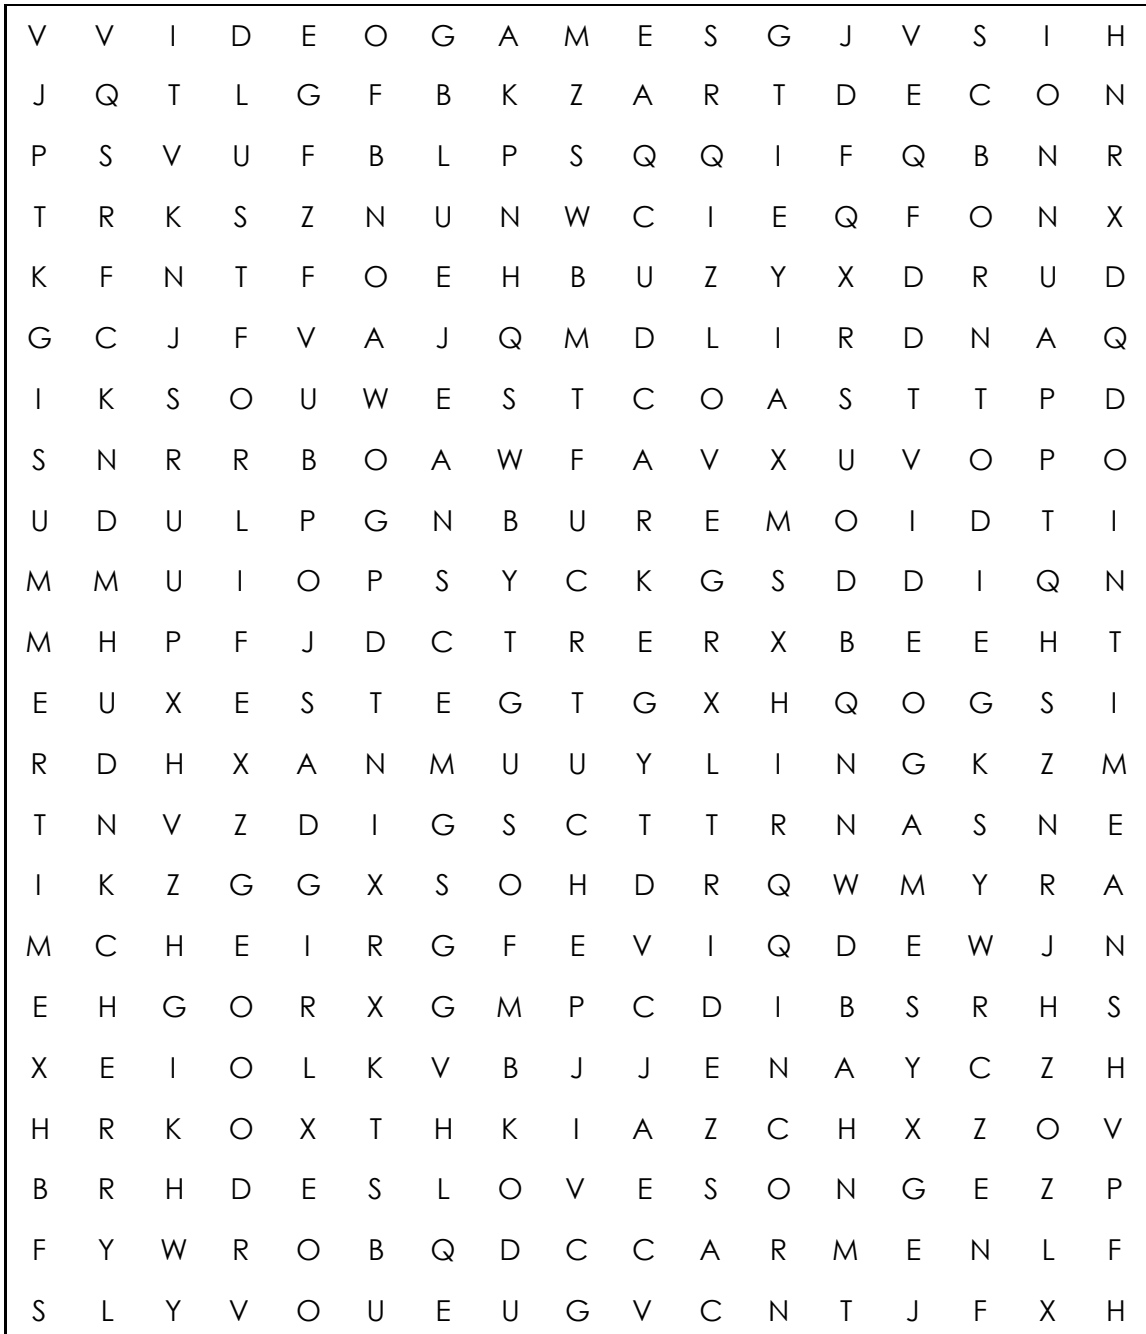 V V I D E O G A M E S G J V S I H
J Q T L G F B K Z A R T D E C O N
P S V U F B L P S Q Q I F Q B N R
T R K S Z N U N W C I E Q F O N X
K F N T F O E H B U Z Y X D R U D
G C J F V A J Q M D L I R D N A Q
I K S O U W E S T C O A S T T P D
S N R R B O A W F A V X U V O P O
U D U L P G N B U R E M O I D T I
M M U I O P S Y C K G S D D I Q N
M H P F J D C T R E R X B E E H T
E U X E S T E G T G X H Q O G S I
R D H X A N M U U Y L I N G K Z M
T N V Z D I G S C T T R N A S N E
I K Z G G X S O H D R Q W M Y R A
M C H E I R G F E V I Q D E W J N
E H G O R X G M P C D I B S R H S
X E I O L K V B J J E N A Y C Z H
H R K O X T H K I A Z C H X Z O V
B R H D E S L O V E S O N G E Z P
F Y W R O B Q D C C A R M E N L F
S L Y V O U E U G V C N T J F X H